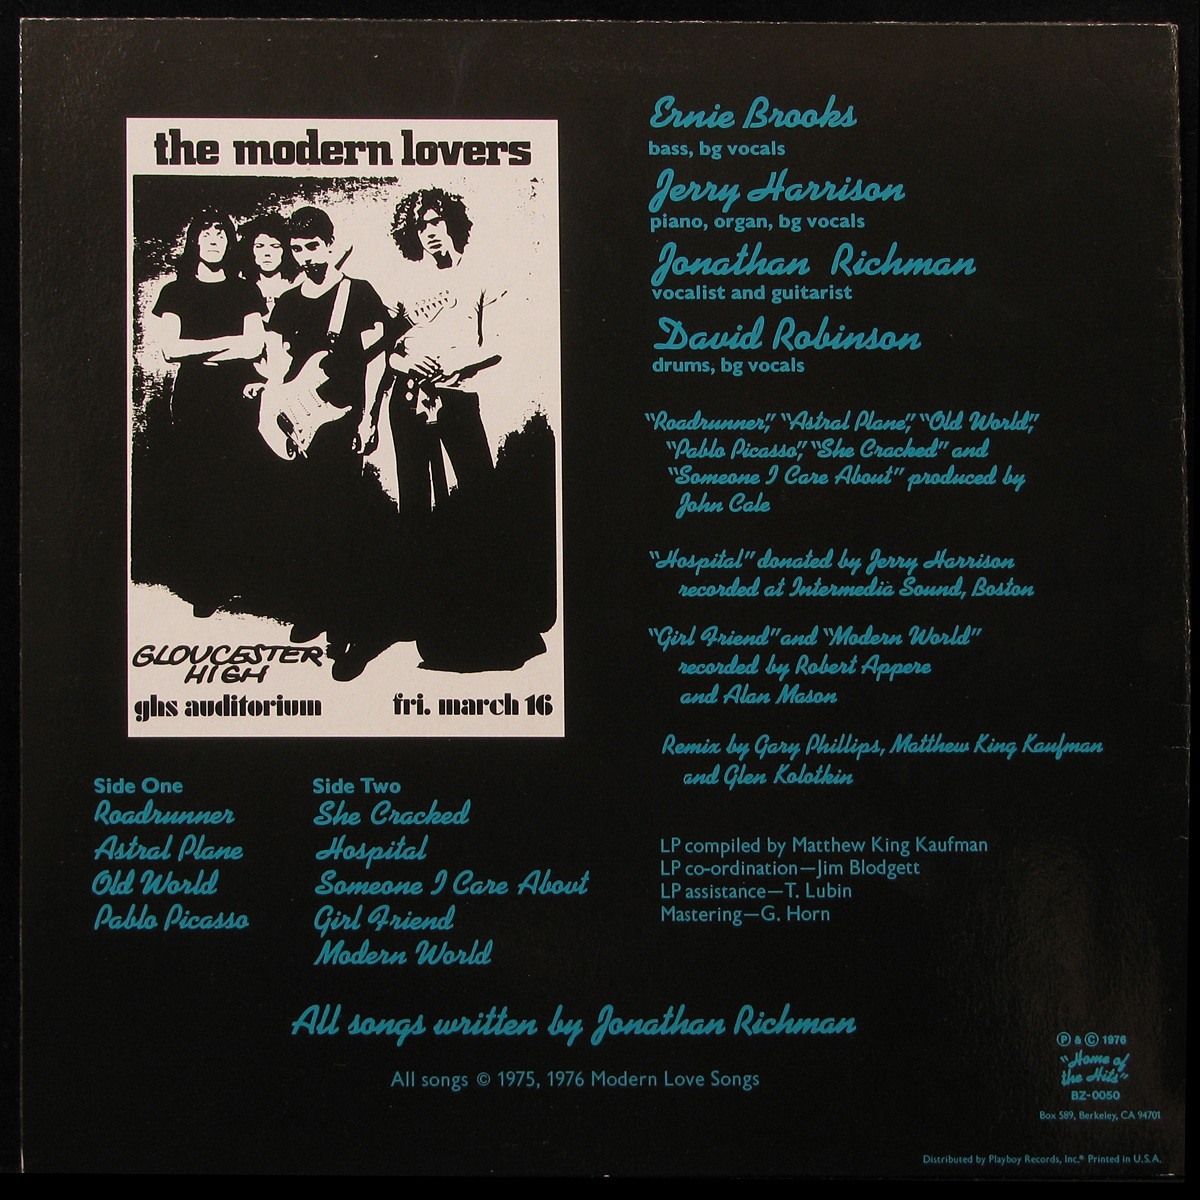 the modern lovers
GLOUCESTER
HIGH
ghs auditorium fri. march 16
Ernie Brooks
bass, bg vocals
Jerry Harrison
piano, organ, bg vocals
Jonathan Richman
vocalist and guitarist
David Robinson
drums, bg vocals
"Roadrunner," "Astral Plane," "Old World,"
"Pablo Picasso," "She Cracked" and
"Someone I Care About" produced by
John Cale
"Hospital" donated by Jerry Harrison
recorded at Intermedia Sound, Boston
"Girl Friend" and "Modern World"
recorded by Robert Appere
and Alan Mason
Remix by Gary Phillips, Matthew King Kaufman
and Glen Kolotkin
LP compiled by Matthew King Kaufman
LP co-ordination—Jim Blodgett
LP assistance—T. Lubin
Mastering—G. Horn
Side One
Roadrunner
Astral Plane
Old World
Pablo Picasso
Side Two
She Cracked
Hospital
Someone I Care About
Girl Friend
Modern World
All songs written by Jonathan Richman
All songs © 1975, 1976 Modern Love Songs
℗ & © 1976
"Home of
the Hits"
BZ-0050
Box 589, Berkeley, CA 94701
Distributed by Playboy Records, Inc.® Printed in U.S.A.